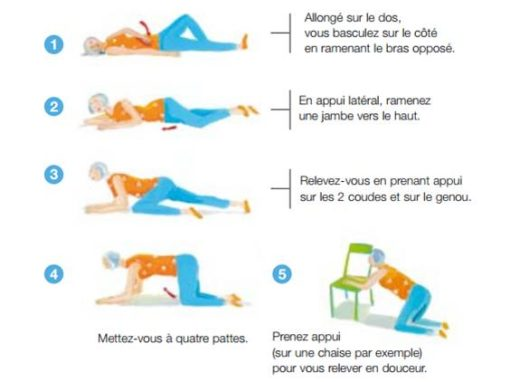 1
Allongé sur le dos,
vous basculez sur le côté
en ramenant le bras opposé.
2
En appui latéral, ramenez
une jambe vers le haut.
3
Relevez-vous en prenant appui
sur les 2 coudes et sur le genou.
4
Mettez-vous à quatre pattes.
5
Prenez appui
(sur une chaise par exemple)
pour vous relever en douceur.